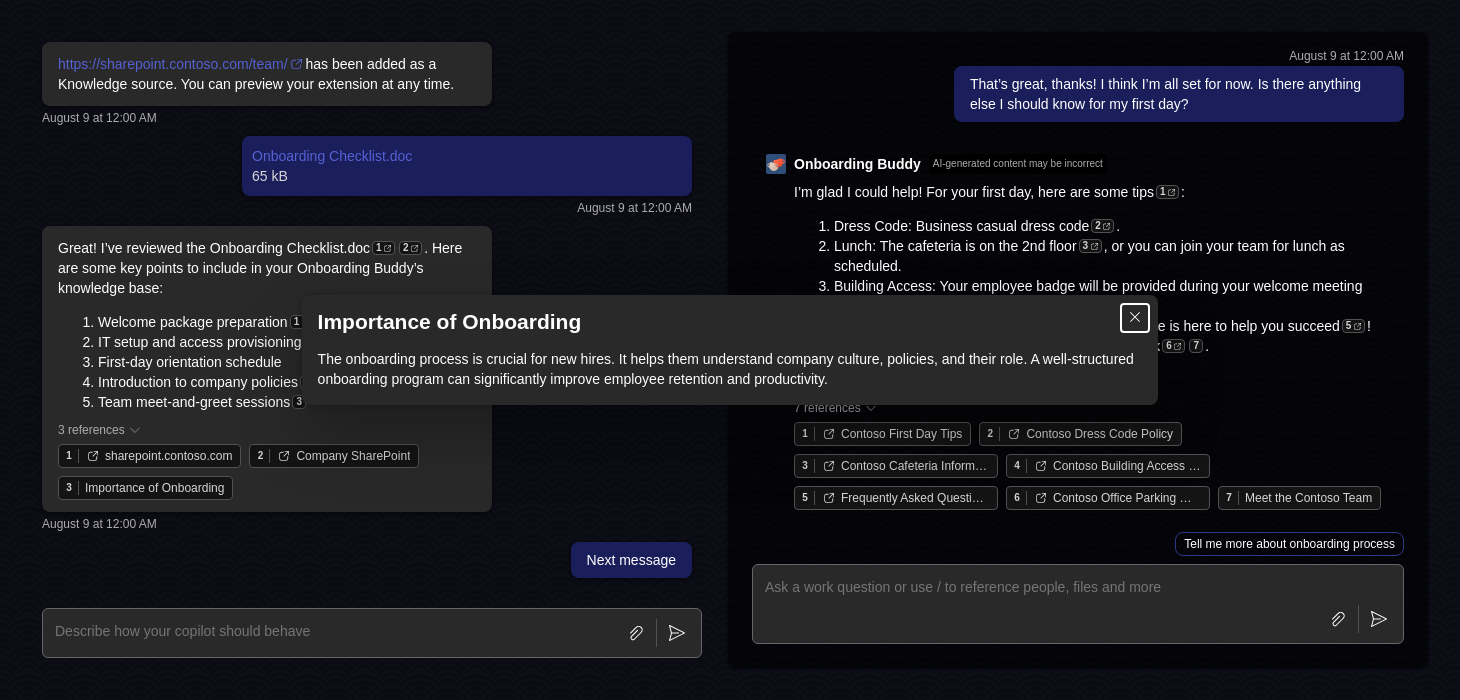 https://sharepoint.contoso.com/team/ has been added as a
Knowledge source. You can preview your extension at any time.
August 9 at 12:00 AM
Onboarding Checklist.doc
65 kB
August 9 at 12:00 AM
Great! I’ve reviewed the Onboarding Checklist.doc 1 2 . Here
are some key points to include in your Onboarding Buddy’s
knowledge base:
1. Welcome package preparation 1
2. IT setup and access provisioning
3. First-day orientation schedule
4. Introduction to company policies
5. Team meet-and-greet sessions 3
3 references
1 sharepoint.contoso.com
2 Company SharePoint
3 Importance of Onboarding
August 9 at 12:00 AM
Next message
Describe how your copilot should behave
Importance of Onboarding
The onboarding process is crucial for new hires. It helps them understand company culture, policies, and their role. A well-structured
onboarding program can significantly improve employee retention and productivity.
August 9 at 12:00 AM
That’s great, thanks! I think I’m all set for now. Is there anything
else I should know for my first day?
Onboarding Buddy AI-generated content may be incorrect
I’m glad I could help! For your first day, here are some tips 1 :
1. Dress Code: Business casual dress code 2 .
2. Lunch: The cafeteria is on the 2nd floor 3 , or you can join your team for lunch as
scheduled.
3. Building Access: Your employee badge will be provided during your welcome meeting
is here to help you succeed 5 !
6 7 .
7 references
1 Contoso First Day Tips
2 Contoso Dress Code Policy
3 Contoso Cafeteria Inform…
4 Contoso Building Access …
5 Frequently Asked Questi…
6 Contoso Office Parking …
7 Meet the Contoso Team
Tell me more about onboarding process
Ask a work question or use / to reference people, files and more